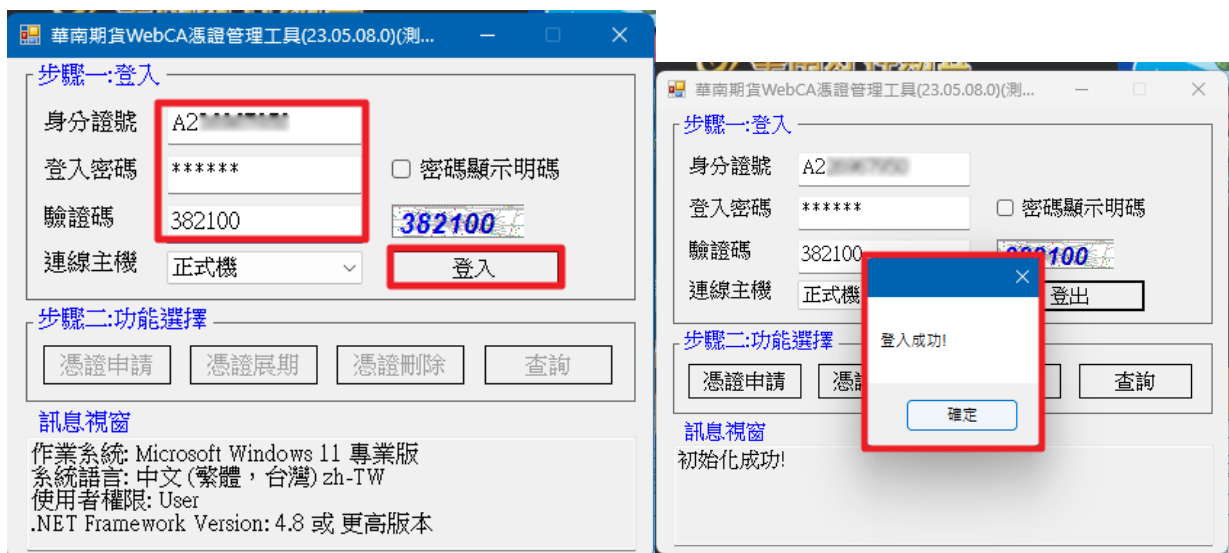 華南期貨WebCA憑證管理工具(23.05.08.0)(測...
步驟一:登入
身分證號 A2
登入密碼 ****** 密碼顯示明碼
驗證碼 382100 382100
連線主機 正式機 登入
步驟二:功能選擇
憑證申請 憑證展期 憑證刪除 查詢
訊息視窗
作業系統: Microsoft Windows 11 專業版
系統語言: 中文 (繁體,台灣) zh-TW
使用者權限: User
.NET Framework Version: 4.8 或 更高版本
華南期貨WebCA憑證管理工具(23.05.08.0)(測...
步驟一:登入
身分證號 A2
登入密碼 ****** 密碼顯示明碼
驗證碼 382100 100
連線主機 正式機 登出
步驟二:功能選擇
憑證申請 憑 查詢
訊息視窗
初始化成功!
登入成功!
確定